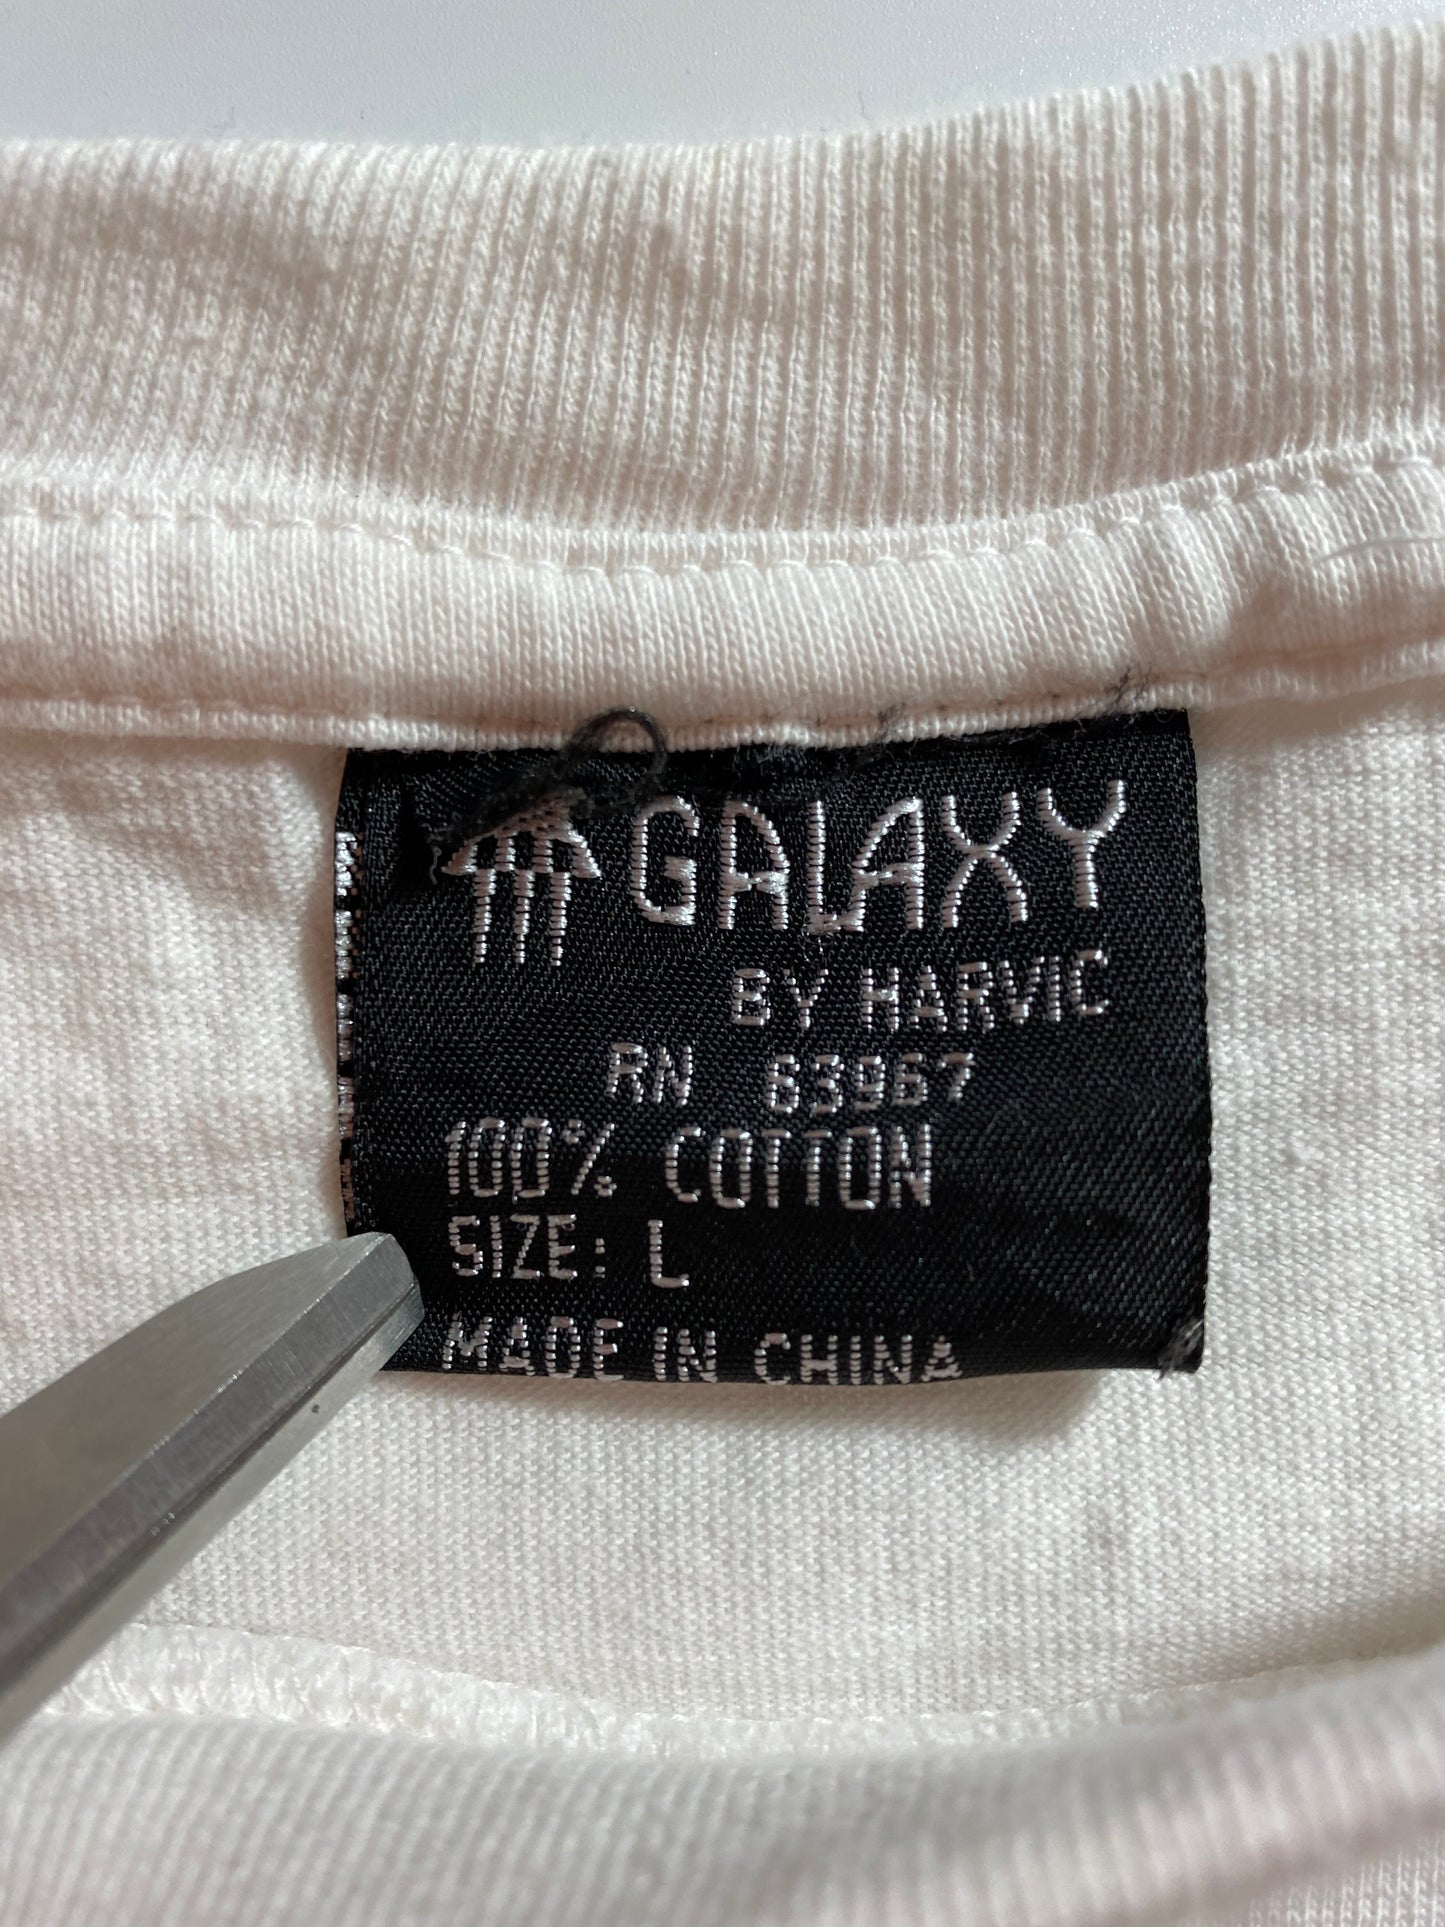 GALAXY
BY HARVIC
RN 63967
100% COTTON
SIZE: L
MADE IN CHINA